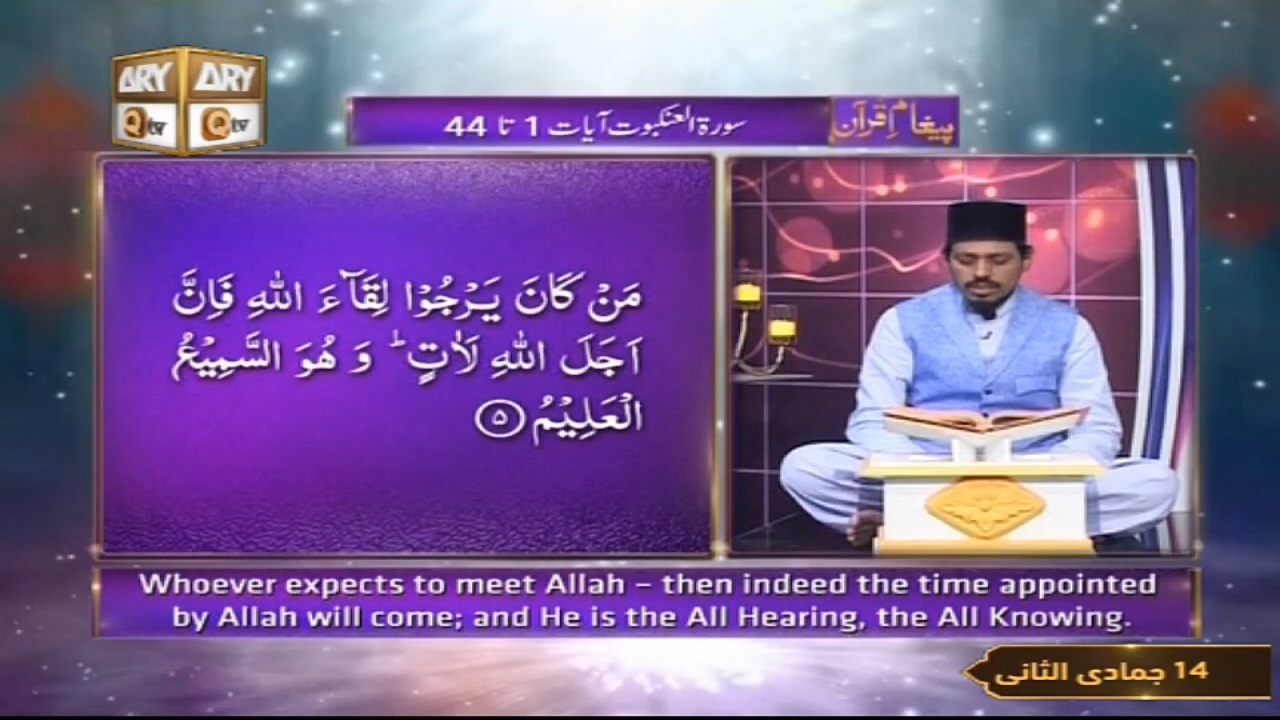 ARY ARY
Qtv Qtv
پیغامِ قرآن
سورۃ العنکبوت آیات 1 تا 44
مَنْ كَانَ یَرْجُوْا لِقَآءَ اللّٰهِ فَاِنَّ
اَجَلَ اللّٰهِ لَاٰتٍ ؕ وَ هُوَ السَّمِیْعُ
الْعَلِیْمُ ۵
Whoever expects to meet Allah – then indeed the time appointed
by Allah will come; and He is the All Hearing, the All Knowing.
14 جمادی الثانی